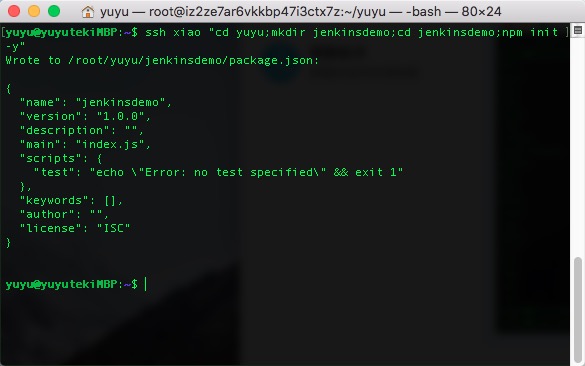 yuyu — root@iz2ze7ar6vkkbp47i3ctx7z:~/yuyu — -bash — 80×24
[yuyu@yuyutekiMBP:~$ ssh xiao "cd yuyu;mkdir jenkinsdemo;cd jenkinsdemo;npm init ]
-y"
Wrote to /root/yuyu/jenkinsdemo/package.json:
{
"name": "jenkinsdemo",
"version": "1.0.0",
"description": "",
"main": "index.js",
"scripts": {
"test": "echo \"Error: no test specified\" && exit 1"
},
"keywords": [],
"author": "",
"license": "ISC"
}
yuyu@yuyutekiMBP:~$